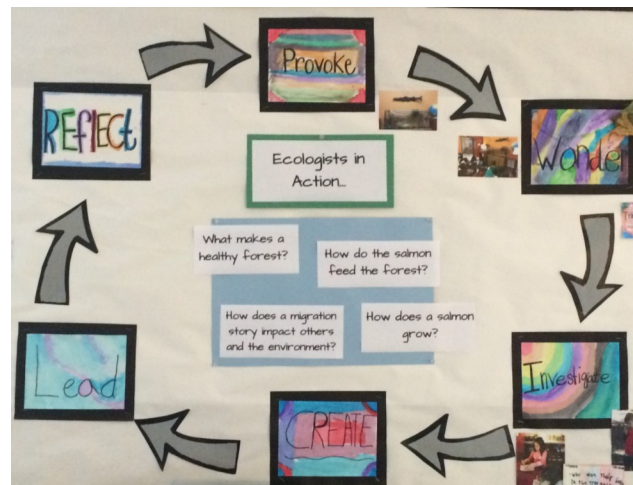 Provoke
REflECt
Wonder
Ecologists in
Action...
What makes a
healthy forest?
How do the salmon
feed the forest?
How does a migration
story impact others
and the environment?
How does a salmon
grow?
Lead
CREATE
Investigate